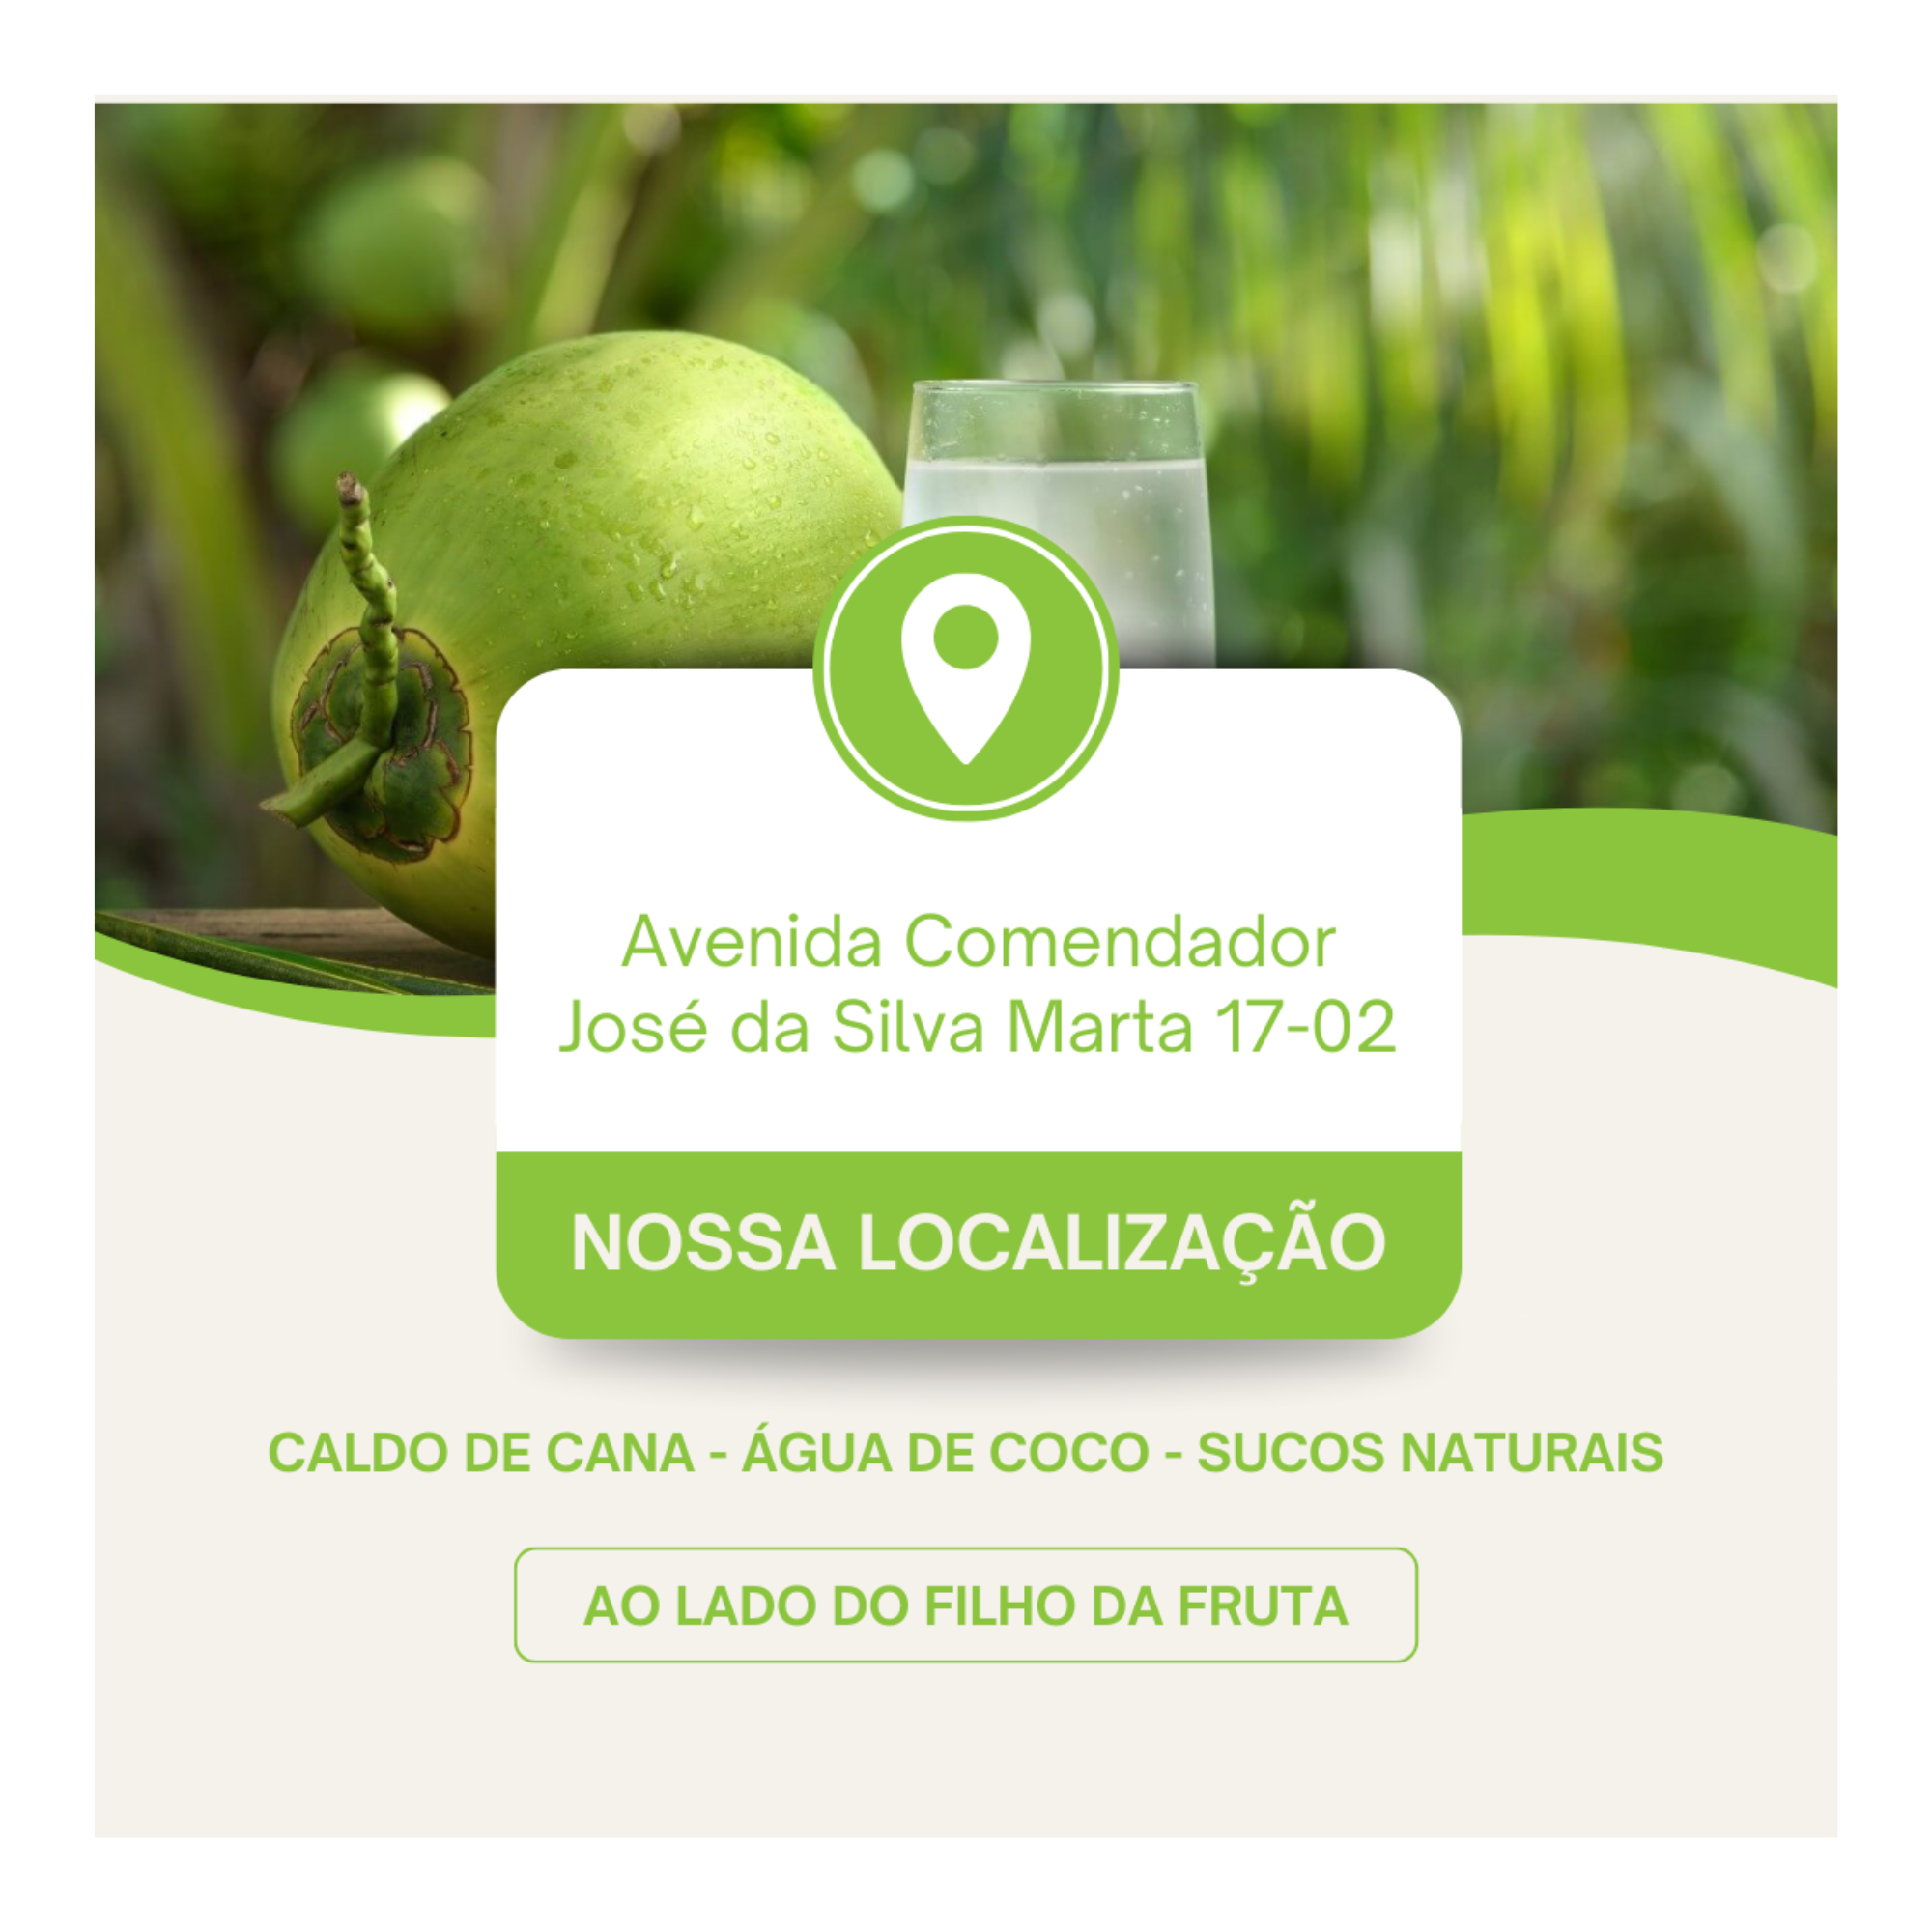 Avenida Comendador
José da Silva Marta 17-02
NOSSA LOCALIZAÇÃO
CALDO DE CANA - ÁGUA DE COCO - SUCOS NATURAIS
AO LADO DO FILHO DA FRUTA